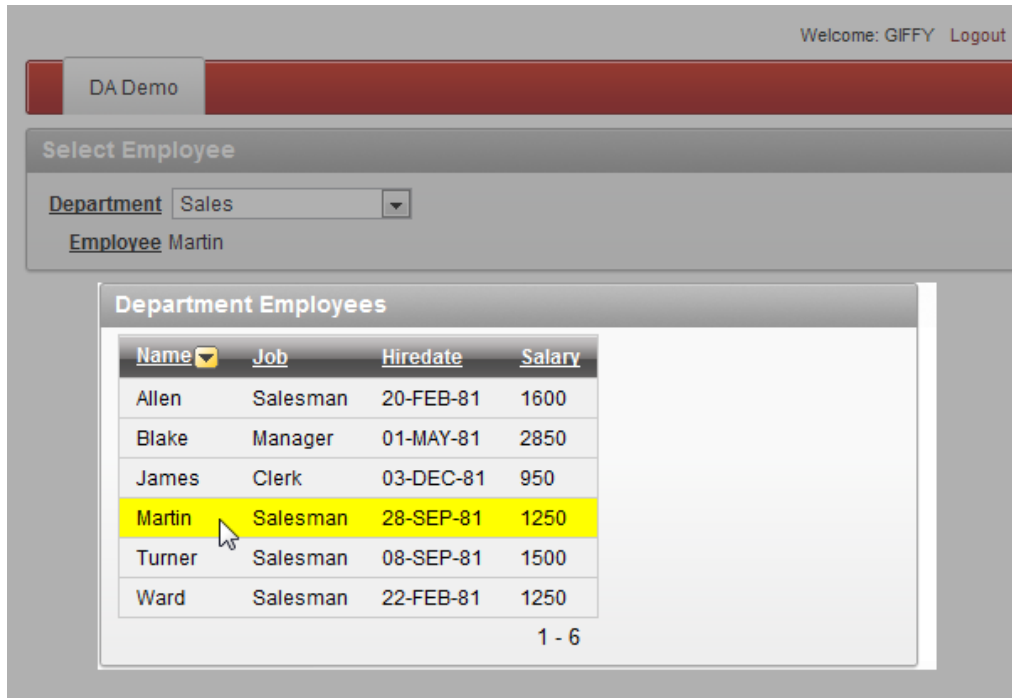 Welcome: GIFFY Logout
DA Demo
Select Employee
Department Sales
Employee Martin
Department Employees
Name Job Hiredate Salary
Allen Salesman 20-FEB-81 1600
Blake Manager 01-MAY-81 2850
James Clerk 03-DEC-81 950
Martin Salesman 28-SEP-81 1250
Turner Salesman 08-SEP-81 1500
Ward Salesman 22-FEB-81 1250
1 - 6